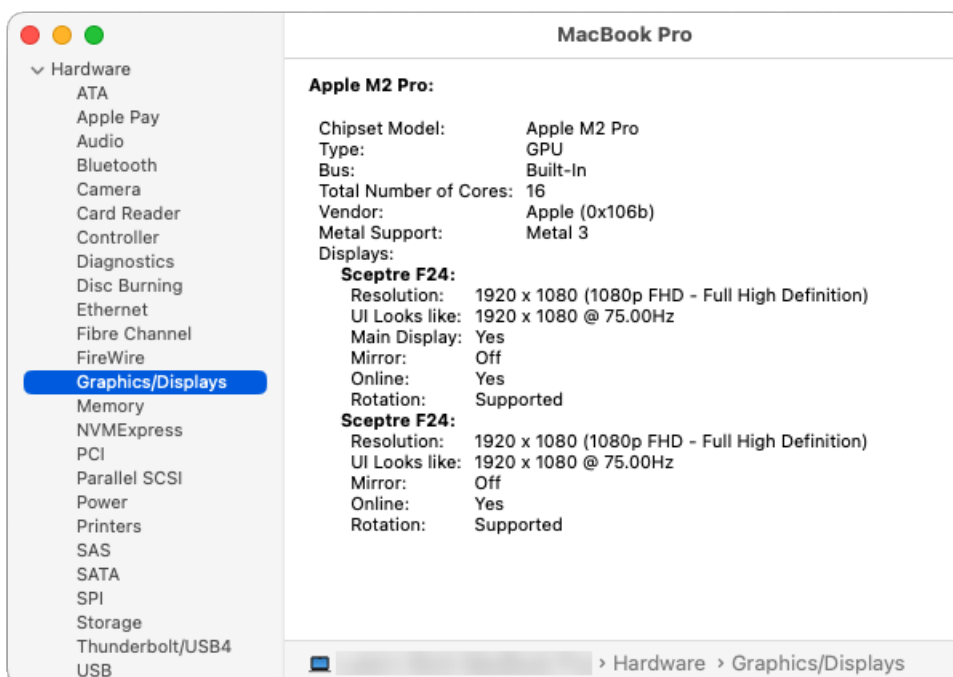 MacBook Pro
Hardware
ATA
Apple Pay
Audio
Bluetooth
Camera
Card Reader
Controller
Diagnostics
Disc Burning
Ethernet
Fibre Channel
FireWire
Graphics/Displays
Memory
NVMExpress
PCI
Parallel SCSI
Power
Printers
SAS
SATA
SPI
Storage
Thunderbolt/USB4
USB
Apple M2 Pro:
Chipset Model: Apple M2 Pro
Type: GPU
Bus: Built-In
Total Number of Cores: 16
Vendor: Apple (0x106b)
Metal Support: Metal 3
Displays:
Sceptre F24:
Resolution: 1920 x 1080 (1080p FHD - Full High Definition)
UI Looks like: 1920 x 1080 @ 75.00Hz
Main Display: Yes
Mirror: Off
Online: Yes
Rotation: Supported
Sceptre F24:
Resolution: 1920 x 1080 (1080p FHD - Full High Definition)
UI Looks like: 1920 x 1080 @ 75.00Hz
Mirror: Off
Online: Yes
Rotation: Supported
› Hardware › Graphics/Displays